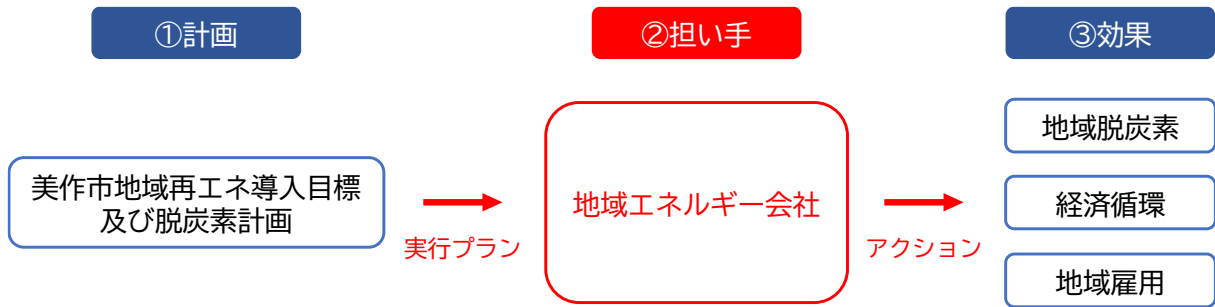 ①計画
②担い手
③効果
美作市地域再エネ導入目標
及び脱炭素計画
実行プラン
地域エネルギー会社
アクション
地域脱炭素
経済循環
地域雇用